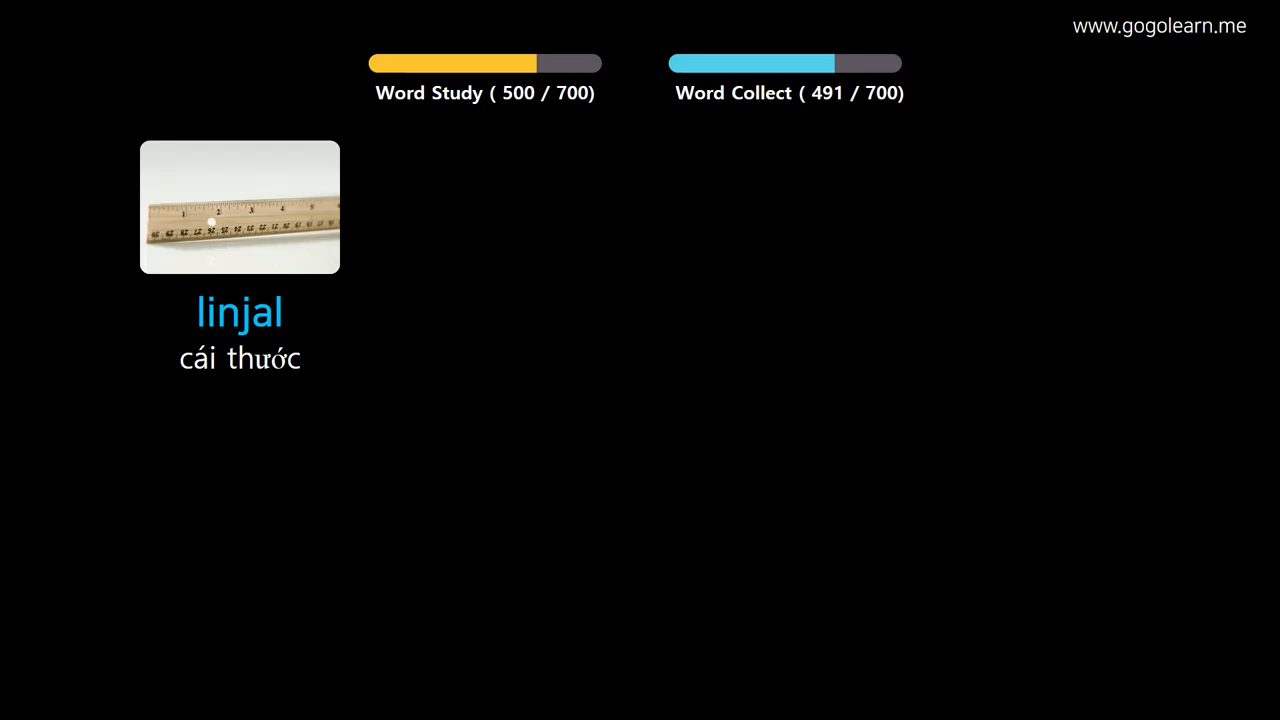 www.gogolearn.me
Word Study ( 500 / 700)
Word Collect ( 491 / 700)
linjal
cái thước